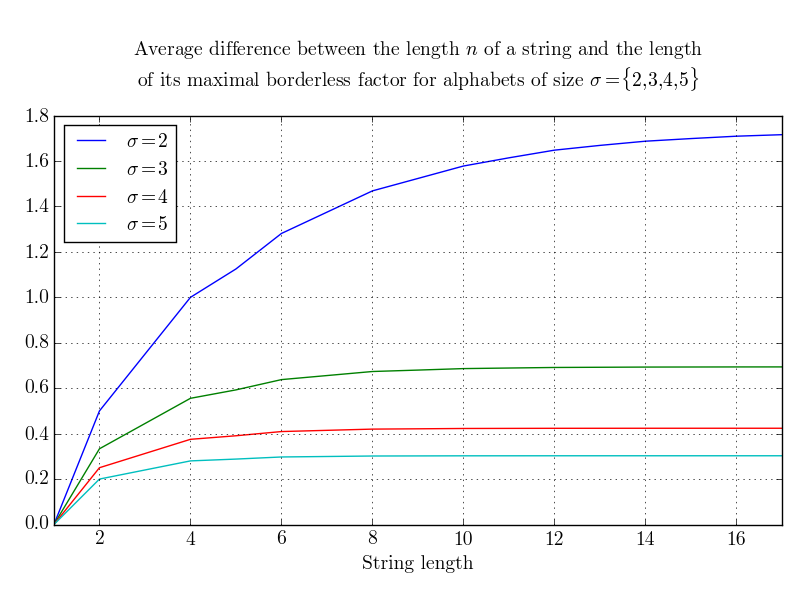 Average difference between the length n of a string and the length
of its maximal borderless factor for alphabets of size σ={2,3,4,5}
1.8
1.6
1.4
1.2
1.0
0.8
0.6
0.4
0.2
0.0
σ=2
σ=3
σ=4
σ=5
2 4 6 8 10 12 14 16
String length